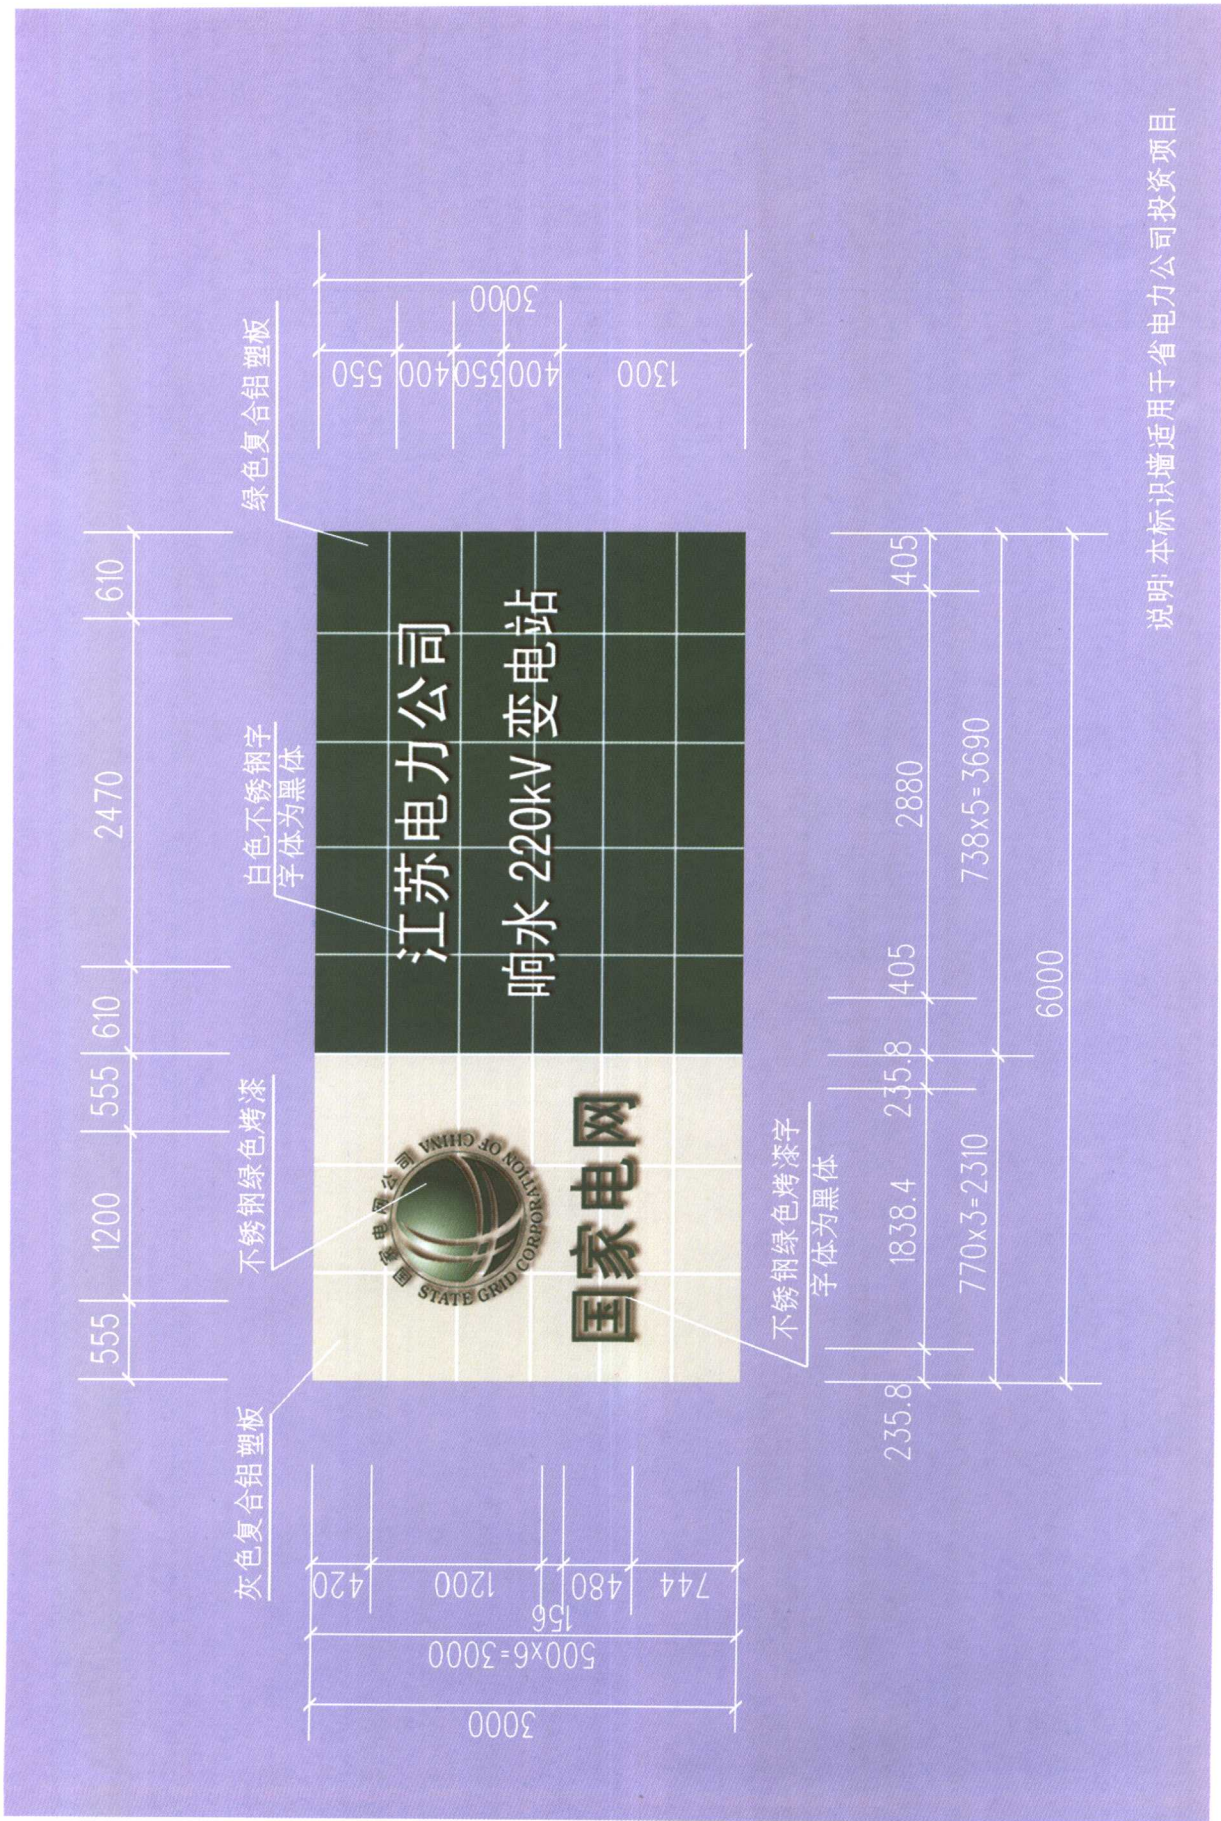 555
1200
555
610
2470
610
灰色复合铝塑板
不锈钢绿色烤漆
白色不锈钢字
字体为黑体
绿色复合铝塑板
国家电网公司
STATE GRID CORPORATION OF CHINA
国家电网
江苏电力公司
响水 220kV 变电站
420
1200
156
480
744
500x6=3000
3000
550
400
350
400
1300
3000
不锈钢绿色烤漆字
字体为黑体
235.8
1838.4
235.8
405
2880
405
770x3=2310
738x5=3690
6000
说明: 本标识墙适用于省电力公司投资项目.